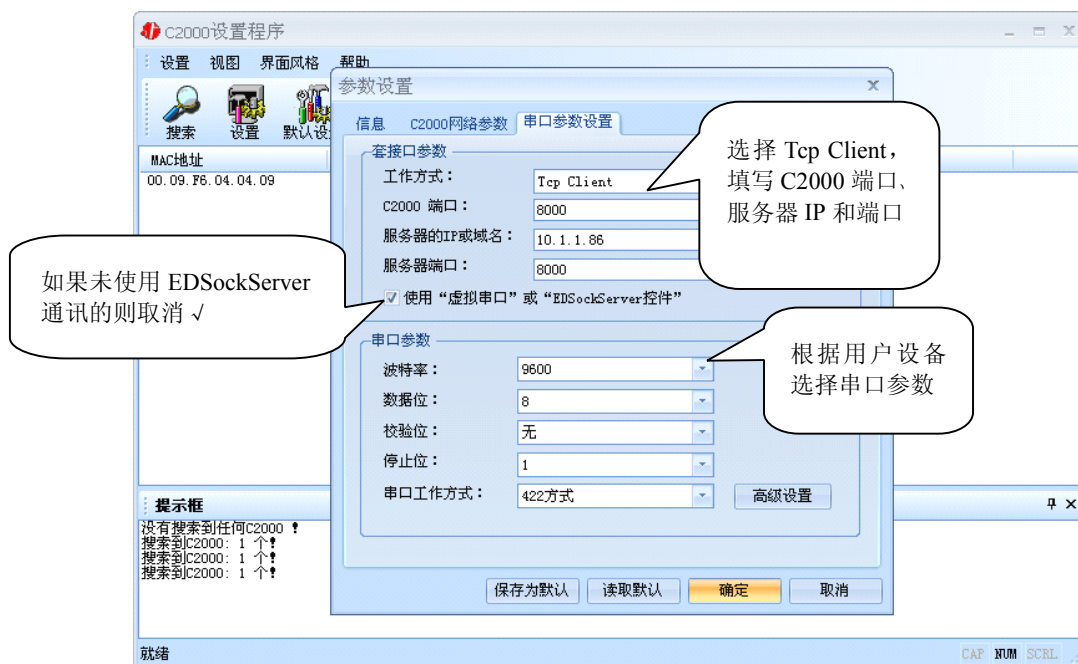 C2000设置程序
设置 视图 界面风格 帮助
搜索 设置 默认设
MAC地址
00.09.F6.04.04.09
参数设置
信息 C2000网络参数 串口参数设置
套接口参数
工作方式： Tcp Client
C2000 端口： 8000
服务器的IP或域名： 10.1.1.86
服务器端口： 8000
使用“虚拟串口”或“EDSockServer控件”
选择 Tcp Client，
填写 C2000 端口、
服务器 IP 和端口
如果未使用 EDSockServer
通讯的则取消 √
串口参数
波特率： 9600
数据位： 8
校验位： 无
停止位： 1
串口工作方式： 422方式
高级设置
根据用户设备
选择串口参数
保存为默认 读取默认 确定 取消
提示框
没有搜索到任何C2000 !
搜索到C2000: 1 个!
搜索到C2000: 1 个!
搜索到C2000: 1 个!
就绪
CAP NUM SCRL